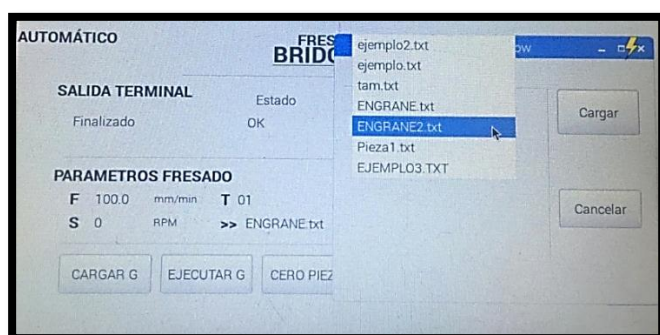 AUTOMÁTICO
FRES
BRIDG
SALIDA TERMINAL
Estado
Finalizado
OK
PARAMETROS FRESADO
F 100.0 mm/min T 01
S 0 RPM >> ENGRANE.txt
CARGAR G
EJECUTAR G
CERO PIEZ
ejemplo2.txt
ejemplo.txt
tam.txt
ENGRANE.txt
ENGRANE2.txt
Pieza1.txt
EJEMPLO3.TXT
ow
Cargar
Cancelar